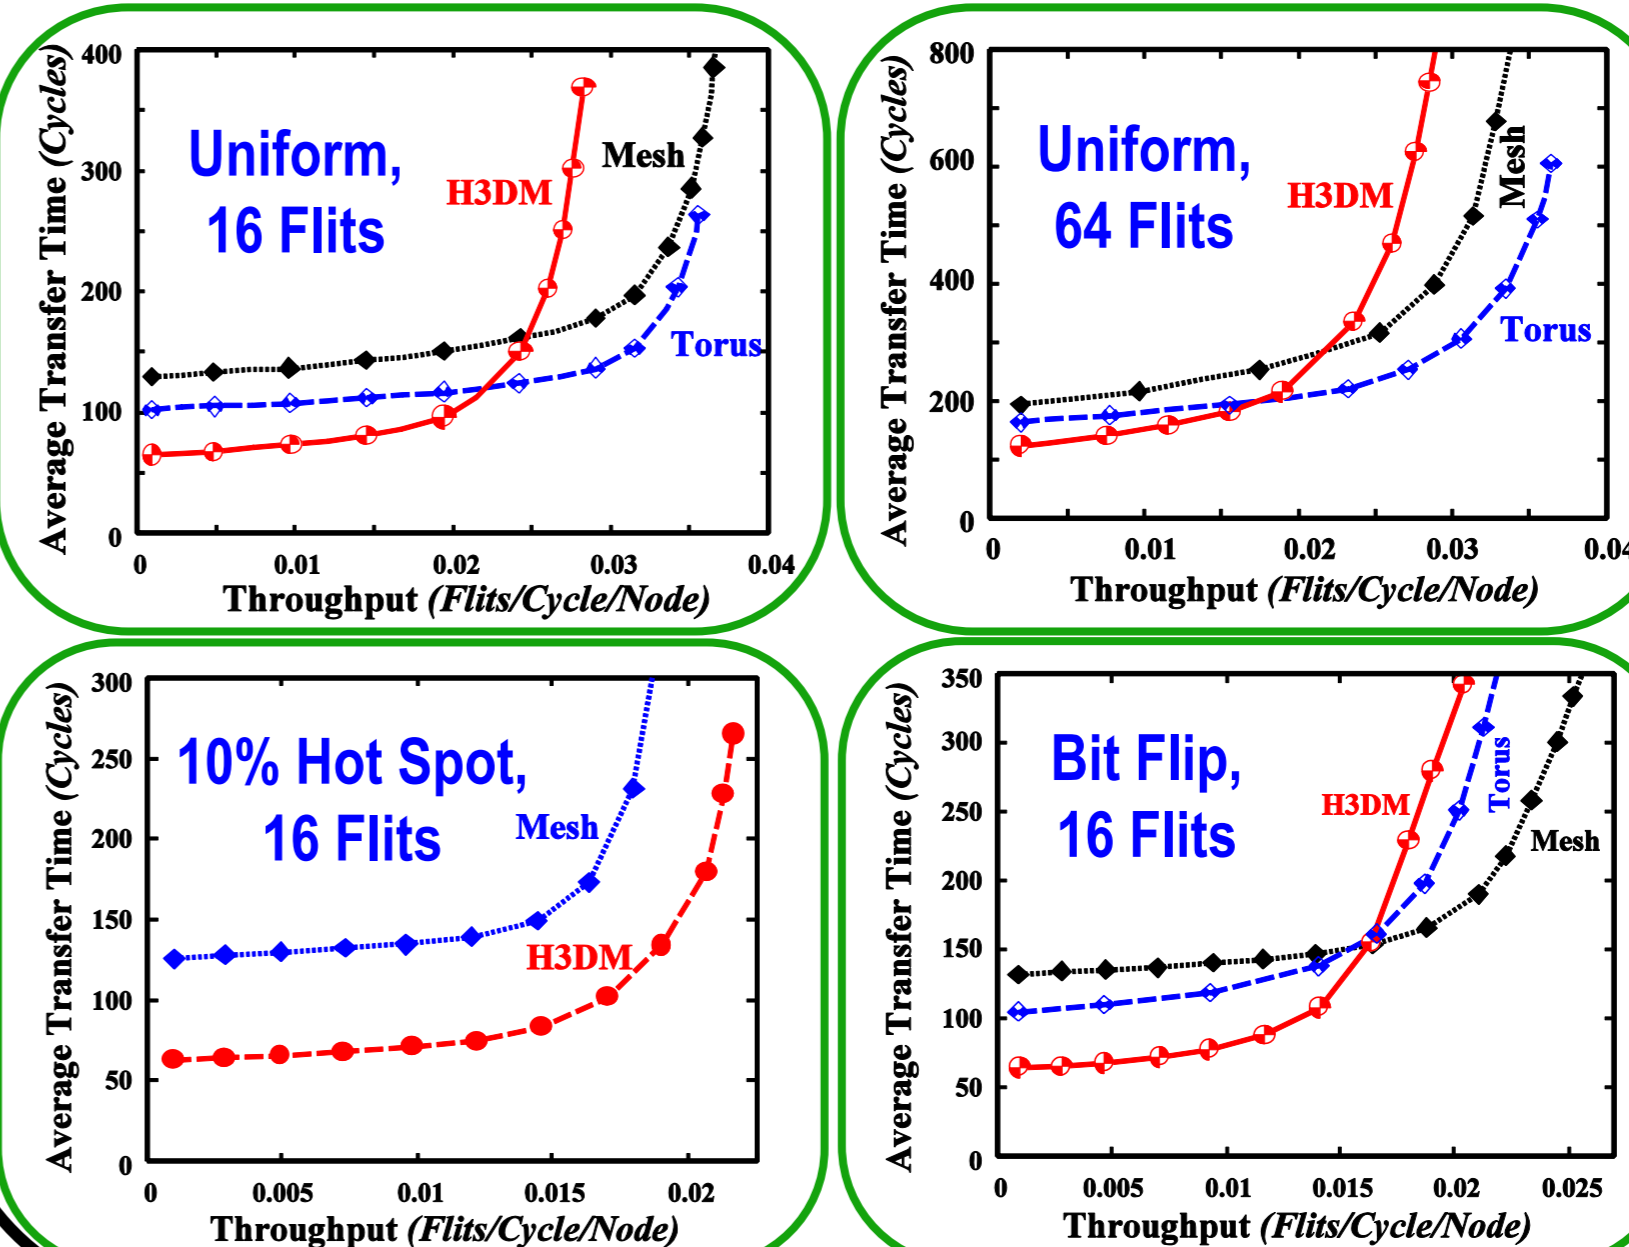 Average Transfer Time (Cycles)
400
300
200
100
0
Uniform,
16 Flits
H3DM
Mesh
Torus
0 0.01 0.02 0.03 0.04
Throughput (Flits/Cycle/Node)
Average Transfer Time (Cycles)
800
600
400
200
0
Uniform,
64 Flits
H3DM
Mesh
Torus
0 0.01 0.02 0.03 0.04
Throughput (Flits/Cycle/Node)
Average Transfer Time (Cycles)
300
250
200
150
100
50
0
10% Hot Spot,
16 Flits
Mesh
H3DM
0 0.005 0.01 0.015 0.02
Throughput (Flits/Cycle/Node)
Average Transfer Time (Cycles)
350
300
250
200
150
100
50
0
Bit Flip,
16 Flits
H3DM
Torus
Mesh
0 0.005 0.01 0.015 0.02 0.025
Throughput (Flits/Cycle/Node)